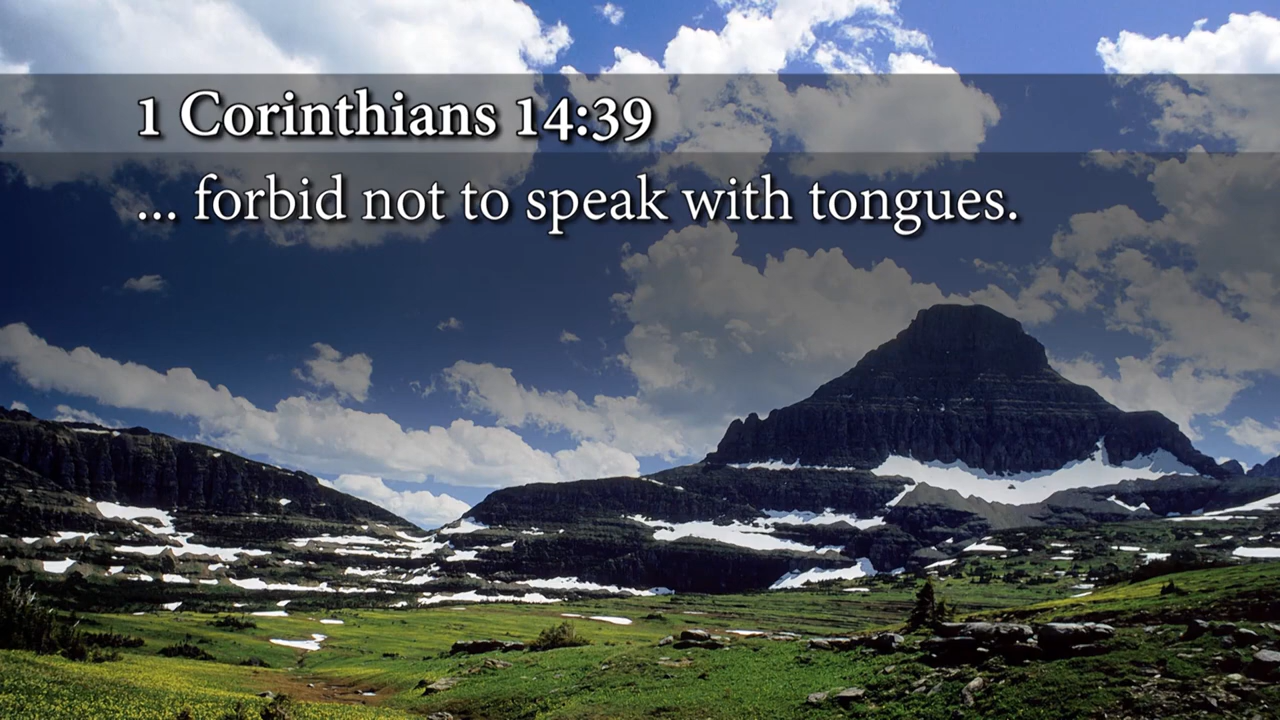 1 Corinthians 14:39
... forbid not to speak with tongues.